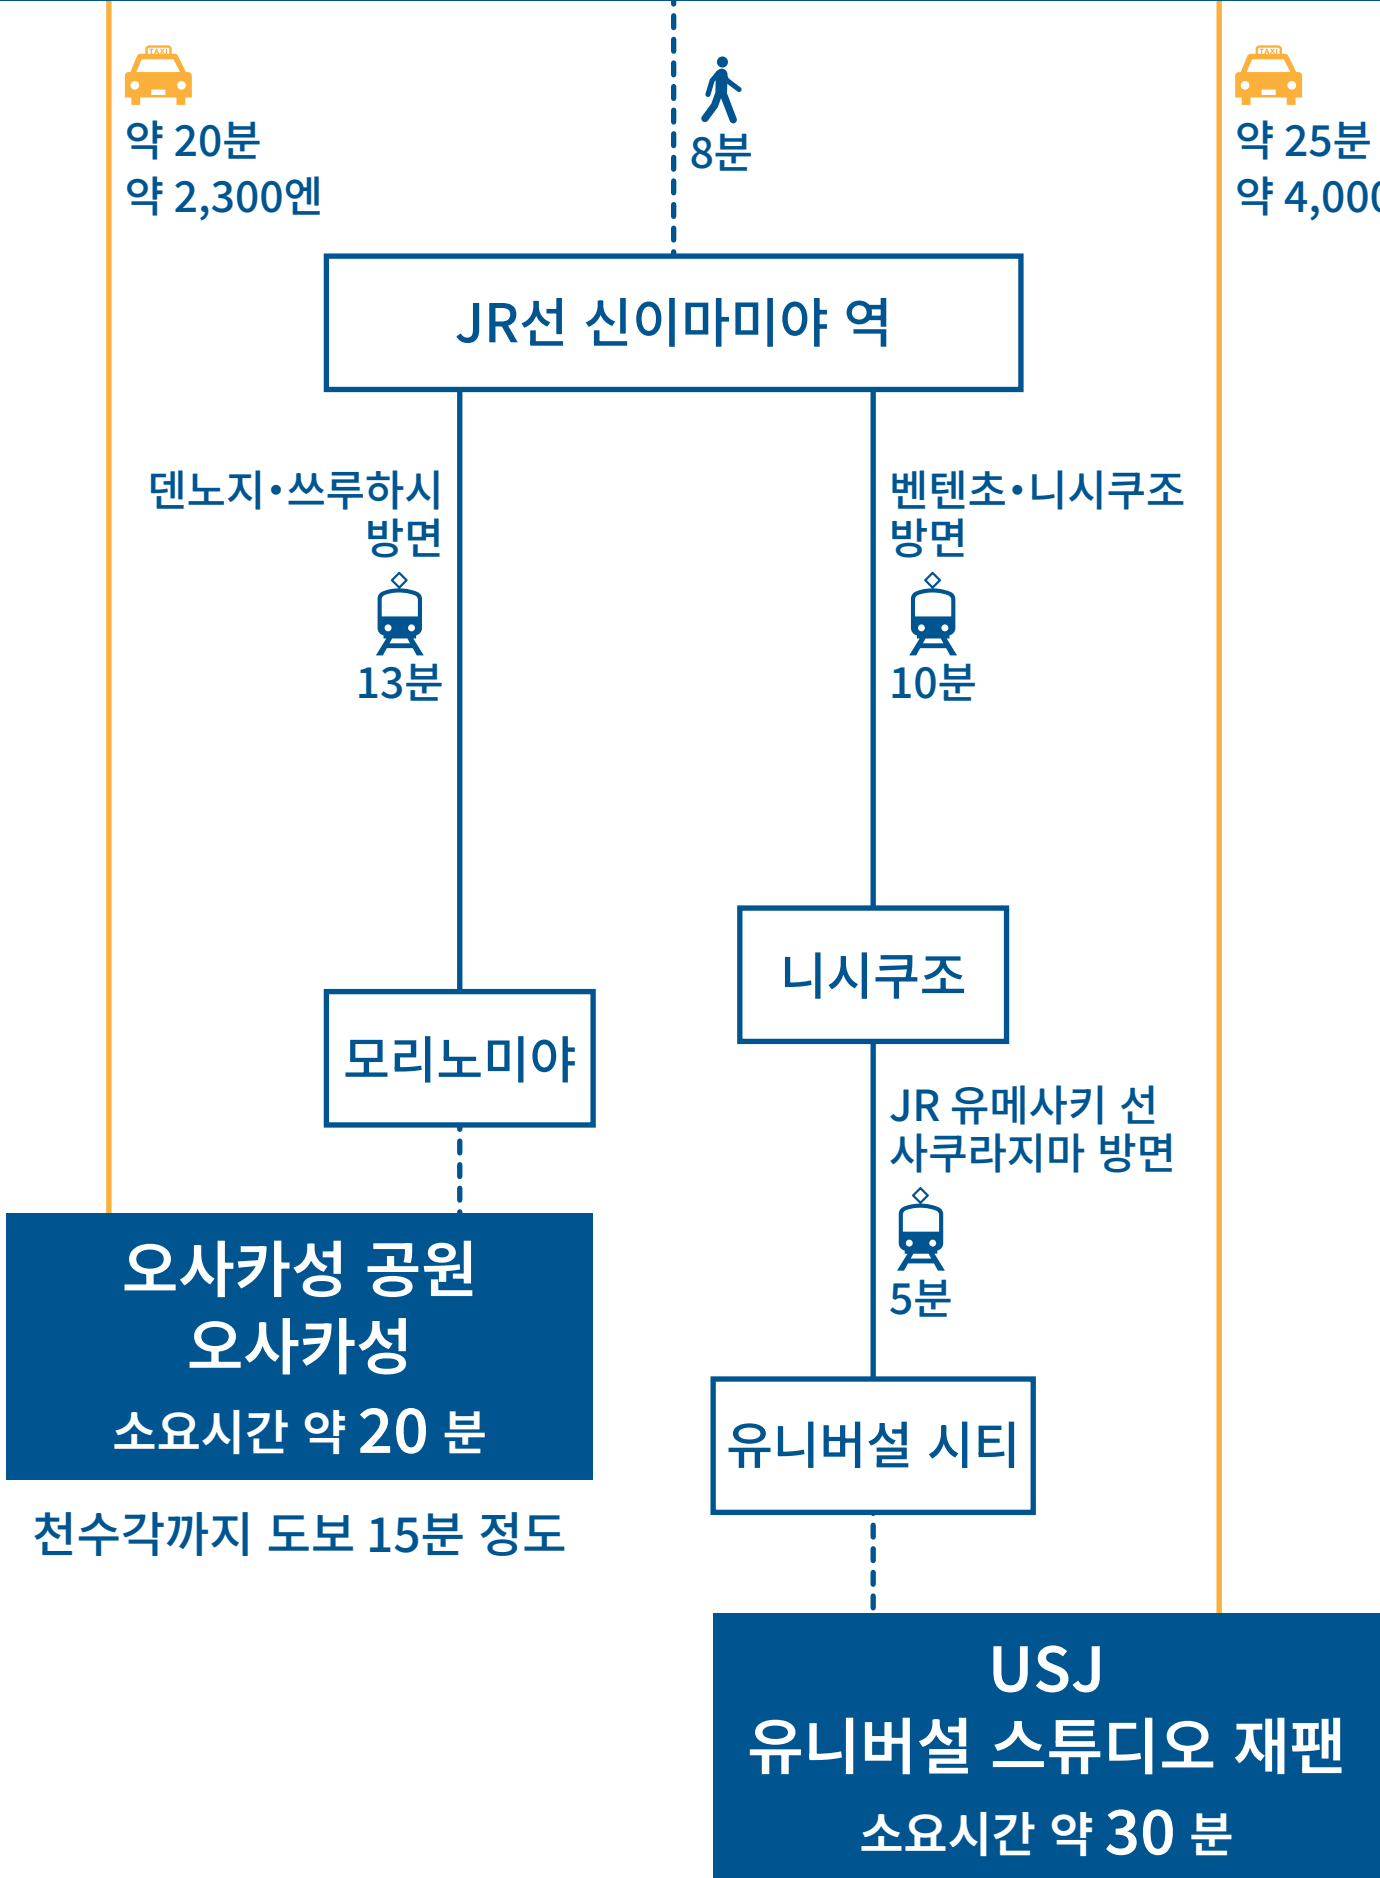 TAXI
약 20분
약 2,300엔
8분
TAXI
약 25분
약 4,000
JR선 신이마미야 역
덴노지·쓰루하시
방면
13분
벤텐초·니시쿠조
방면
10분
니시쿠조
모리노미야
JR 유메사키 선
사쿠라지마 방면
5분
오사카성 공원
오사카성
소요시간 약 20 분
천수각까지 도보 15분 정도
유니버설 시티
USJ
유니버설 스튜디오 재팬
소요시간 약 30 분